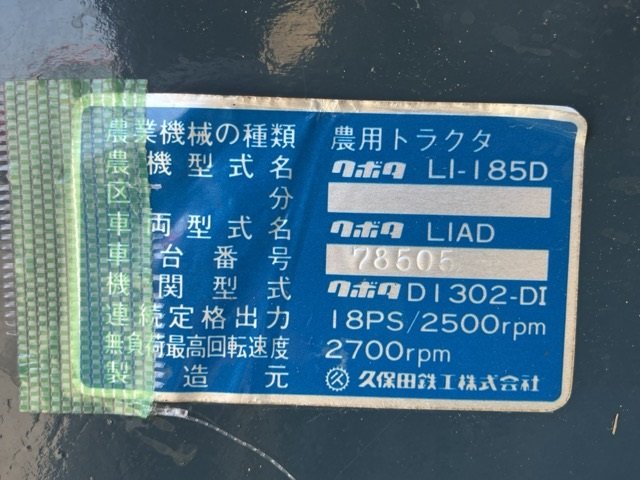 農業機械の種類 農用トラクタ
農機型式名 クボタ L1-185D
区分
車両型式名 クボタ L1AD
車台番号 78505
機関型式 クボタ D1302-DI
連続定格出力 18PS/2500rpm
無負荷最高回転速度 2700rpm
製造元 久保田鉄工株式会社